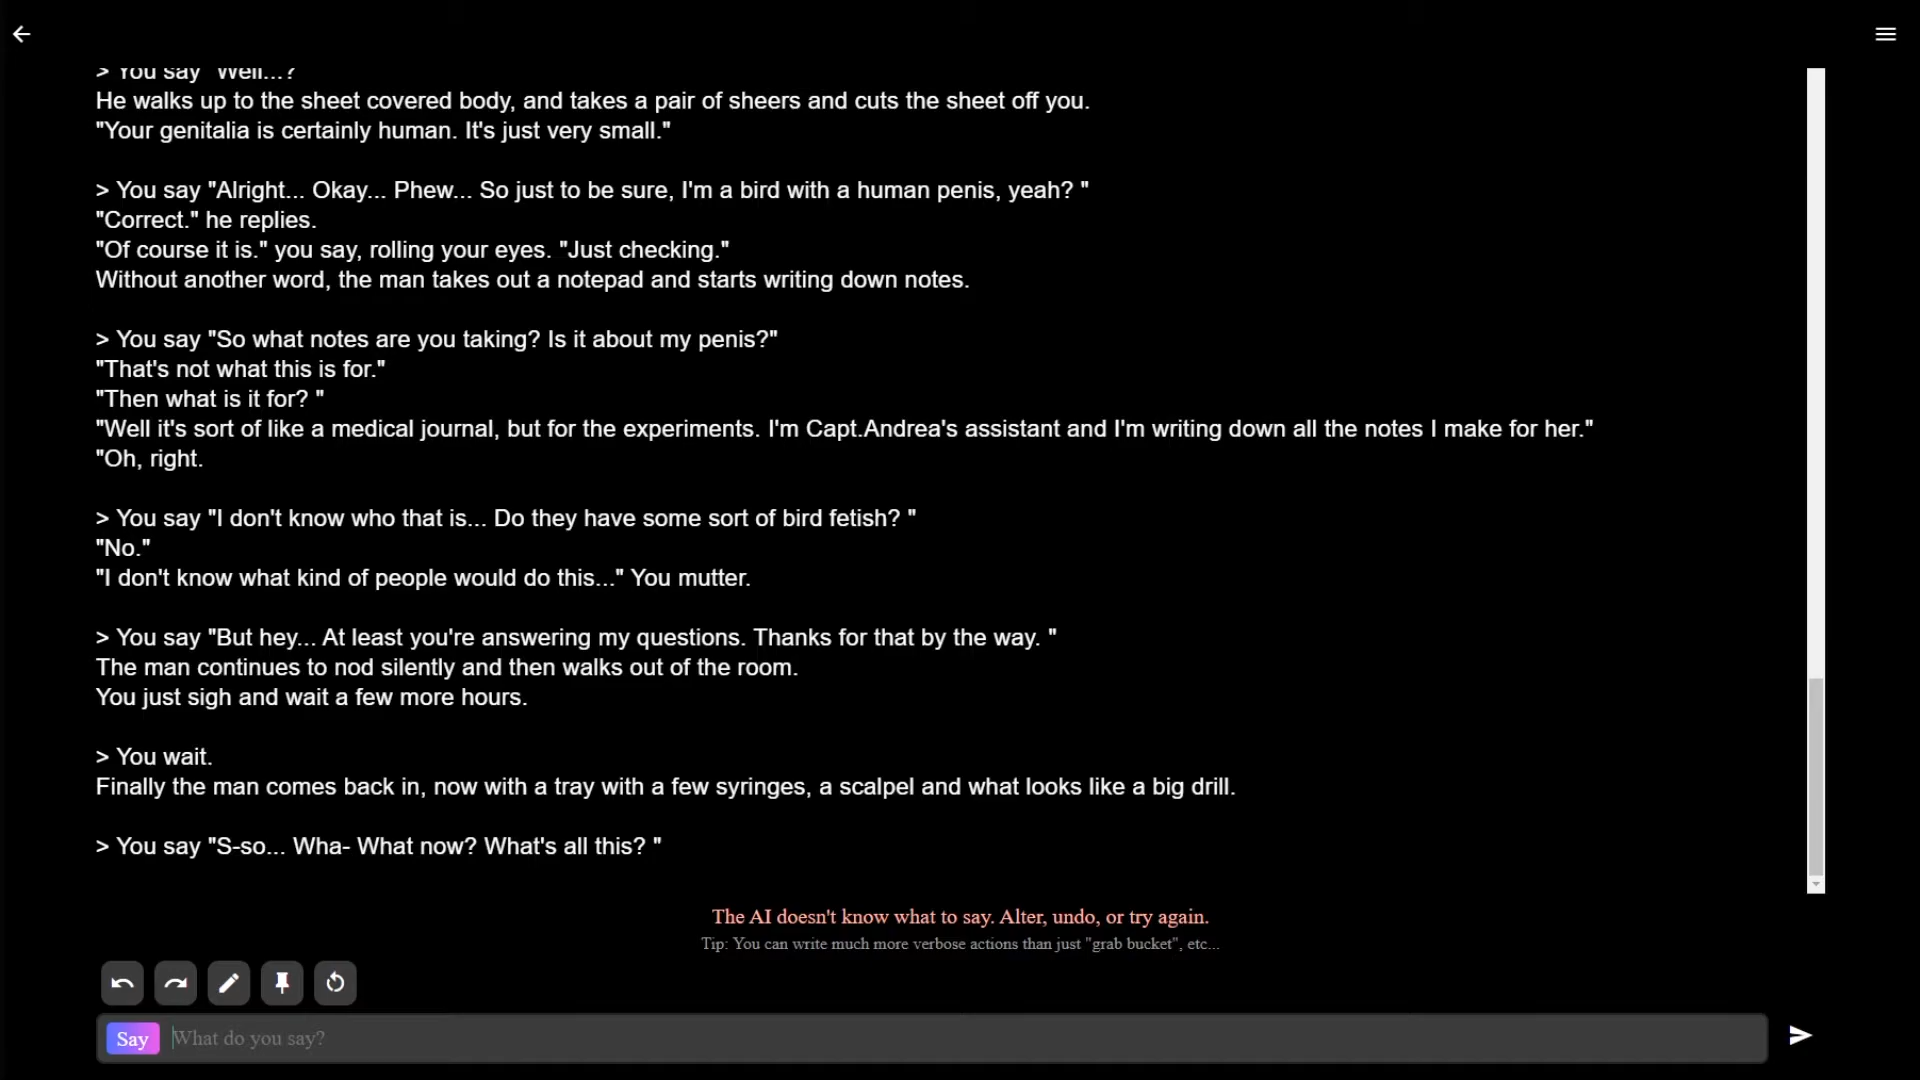 > You say "Well...?
He walks up to the sheet covered body, and takes a pair of sheers and cuts the sheet off you.
"Your genitalia is certainly human. It's just very small."
> You say "Alright... Okay... Phew... So just to be sure, I'm a bird with a human penis, yeah? "
"Correct." he replies.
"Of course it is." you say, rolling your eyes. "Just checking."
Without another word, the man takes out a notepad and starts writing down notes.
> You say "So what notes are you taking? Is it about my penis?"
"That's not what this is for."
"Then what is it for? "
"Well it's sort of like a medical journal, but for the experiments. I'm Capt.Andrea's assistant and I'm writing down all the notes I make for her."
"Oh, right.
> You say "I don't know who that is... Do they have some sort of bird fetish? "
"No."
"I don't know what kind of people would do this..." You mutter.
> You say "But hey... At least you're answering my questions. Thanks for that by the way. "
The man continues to nod silently and then walks out of the room.
You just sigh and wait a few more hours.
> You wait.
Finally the man comes back in, now with a tray with a few syringes, a scalpel and what looks like a big drill.
> You say "S-so... Wha- What now? What's all this? "
The AI doesn't know what to say. Alter, undo, or try again.
Tip: You can write much more verbose actions than just "grab bucket", etc...
Say What do you say?